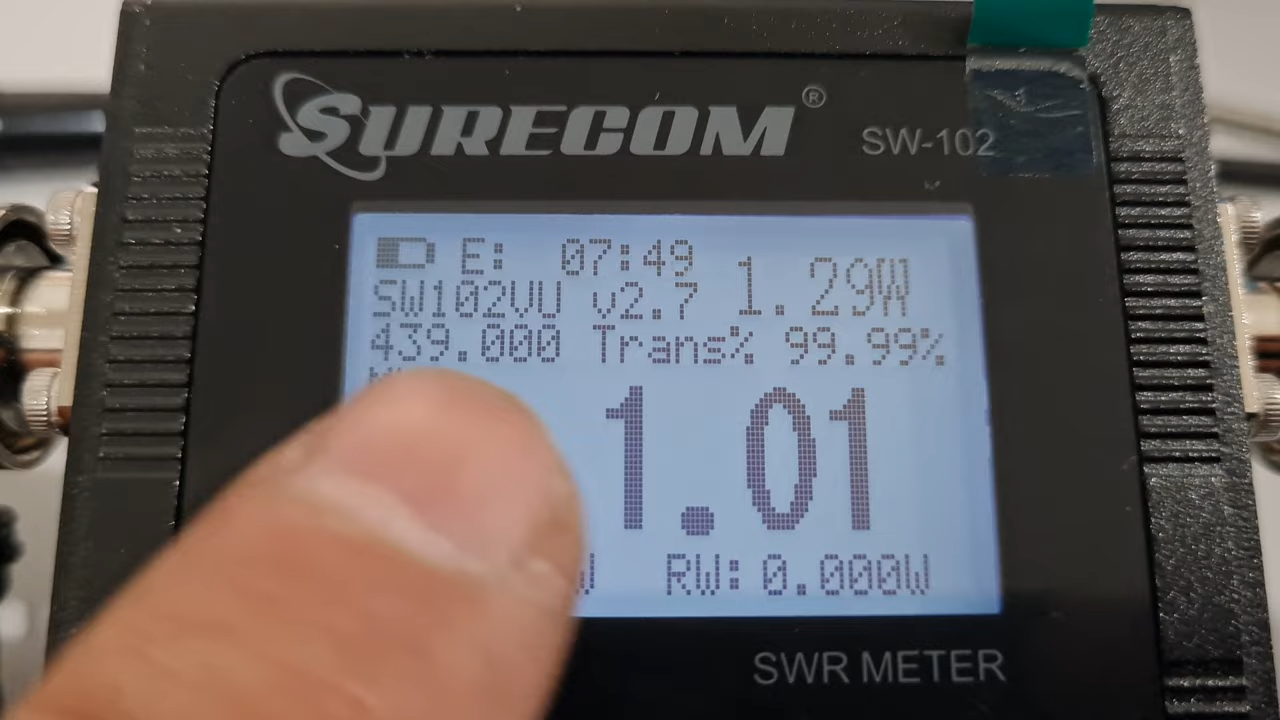 SURECOM®
SW-102
E: 07:49 1.29W
SW102VU v2.7
439.000 Trans% 99.99%
1.01
RW:0.000W
SWR METER